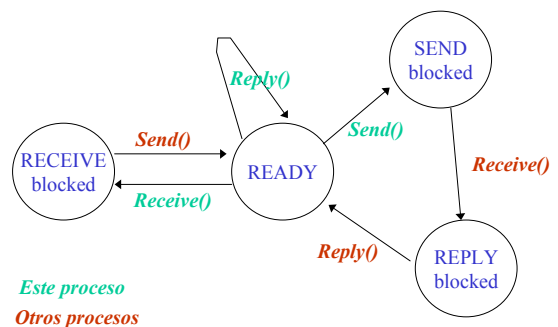 SEND
blocked
Reply()
Send()
Send()
RECEIVE
blocked
READY
Receive()
Receive()
Reply()
REPLY
blocked
Este proceso
Otros procesos